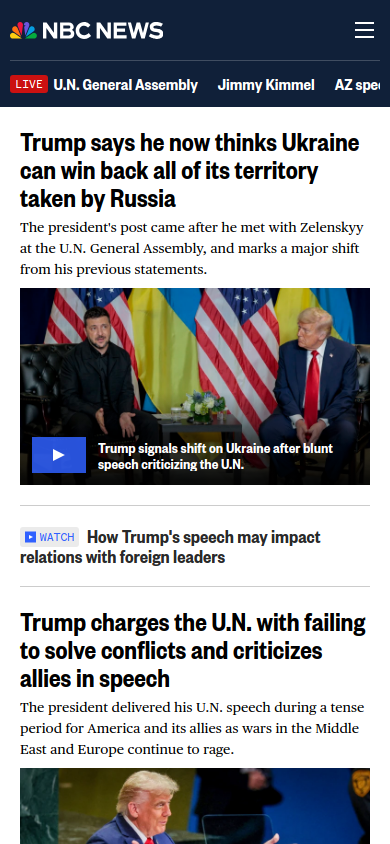 NBC NEWS
LIVE U.N. General Assembly Jimmy Kimmel AZ
Trump says he now thinks Ukraine
can win back all of its territory
taken by Russia
The president's post came after he met with Zelenskyy
at the U.N. General Assembly, and marks a major shift
from his previous statements.
Trump signals shift on Ukraine after blunt
speech criticizing the U.N.
WATCH How Trump's speech may impact
relations with foreign leaders
Trump charges the U.N. with failing
to solve conflicts and criticizes
allies in speech
The president delivered his U.N. speech during a tense
period for America and its allies as wars in the Middle
East and Europe continue to rage.